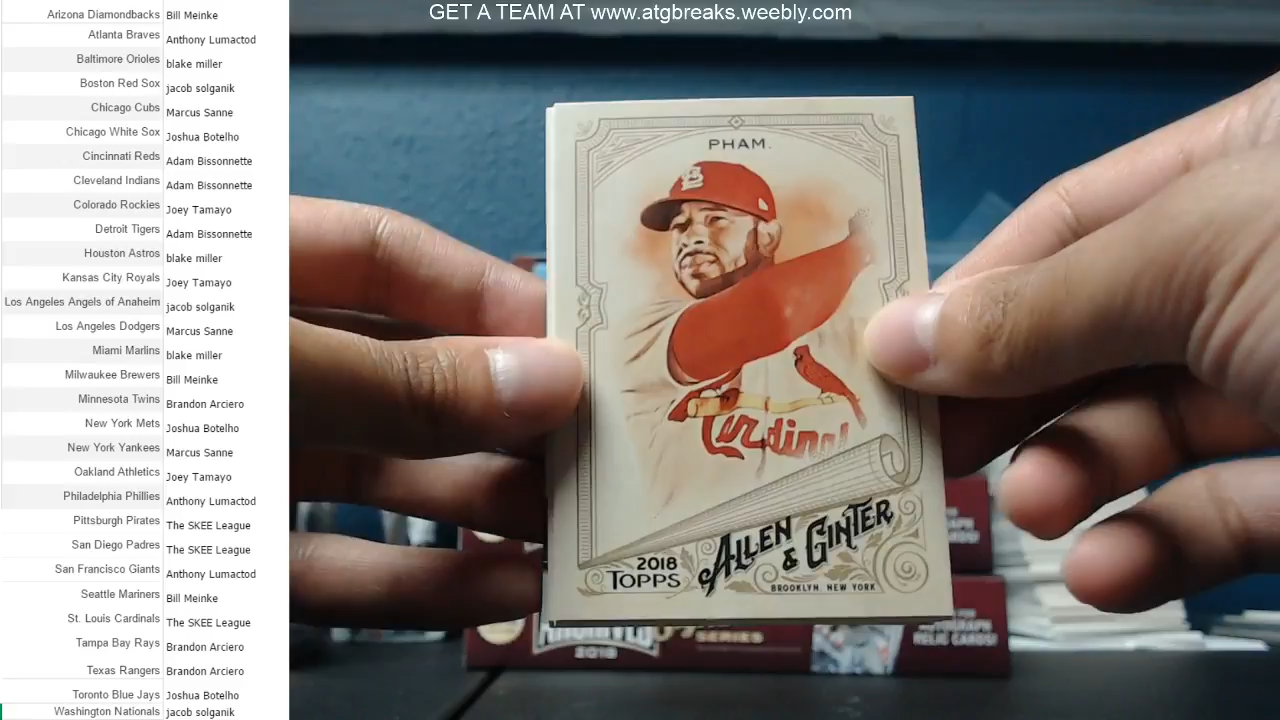 GET A TEAM AT www.atgbreaks.weebly.com
Arizona Diamondbacks Bill Meinke
Atlanta Braves Anthony Lumactod
Baltimore Orioles blake miller
Boston Red Sox jacob solganik
Chicago Cubs Marcus Sanne
Chicago White Sox Joshua Botelho
Cincinnati Reds Adam Bissonnette
Cleveland Indians Adam Bissonnette
Colorado Rockies Joey Tamayo
Detroit Tigers Adam Bissonnette
Houston Astros blake miller
Kansas City Royals Joey Tamayo
Los Angeles Angels of Anaheim jacob solganik
Los Angeles Dodgers Marcus Sanne
Miami Marlins blake miller
Milwaukee Brewers Bill Meinke
Minnesota Twins Brandon Arciero
New York Mets Joshua Botelho
New York Yankees Marcus Sanne
Oakland Athletics Joey Tamayo
Philadelphia Phillies Anthony Lumactod
Pittsburgh Pirates The SKEE League
San Diego Padres The SKEE League
San Francisco Giants Anthony Lumactod
Seattle Mariners Bill Meinke
St. Louis Cardinals The SKEE League
Tampa Bay Rays Brandon Arciero
Texas Rangers Brandon Arciero
Toronto Blue Jays Joshua Botelho
Washington Nationals jacob solganik
PHAM.
Cardinals
2018
TOPPS
ALLEN
& GINTER
BROOKLYN, NEW YORK
SERIES
2018
RELIC CARDS!